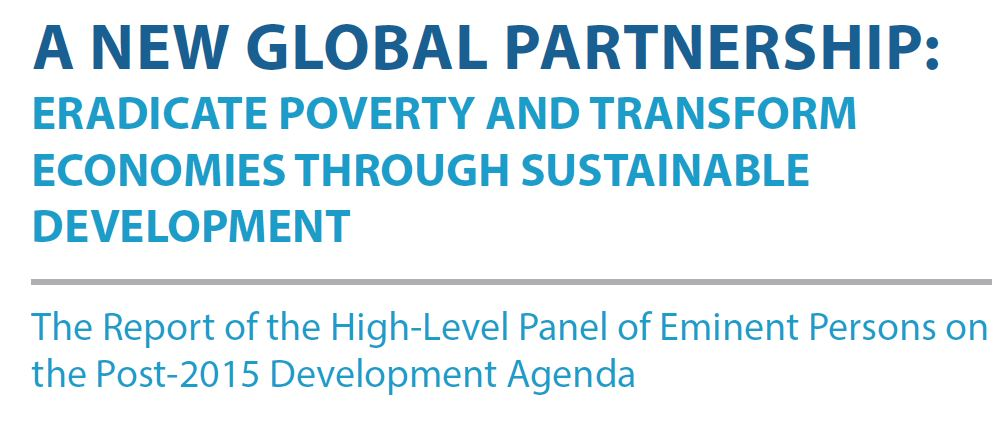 A NEW GLOBAL PARTNERSHIP:
ERADICATE POVERTY AND TRANSFORM
ECONOMIES THROUGH SUSTAINABLE
DEVELOPMENT
The Report of the High-Level Panel of Eminent Persons on
the Post-2015 Development Agenda